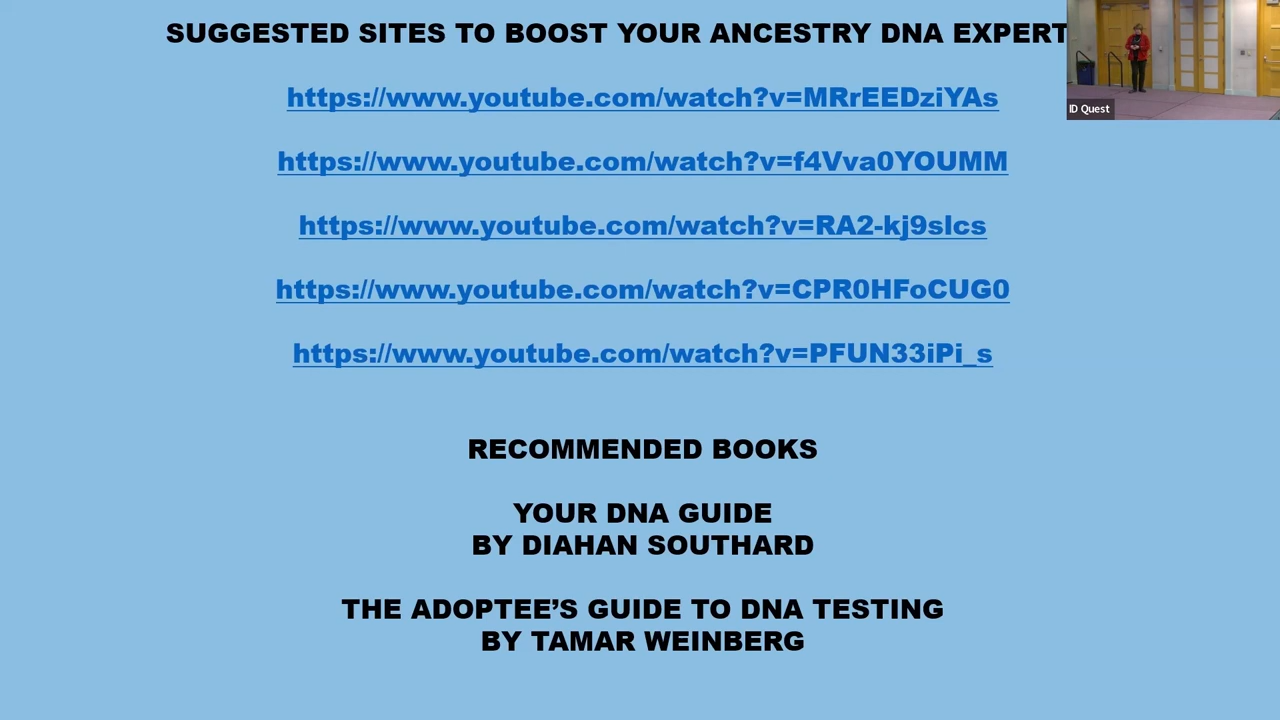 SUGGESTED SITES TO BOOST YOUR ANCESTRY DNA EXPERT
https://www.youtube.com/watch?v=MRrEEDziYAs
https://www.youtube.com/watch?v=f4Vva0YOUMM
https://www.youtube.com/watch?v=RA2-kj9slcs
https://www.youtube.com/watch?v=CPR0HFoCUG0
https://www.youtube.com/watch?v=PFUN33iPi_s
RECOMMENDED BOOKS
YOUR DNA GUIDE
BY DIAHAN SOUTHARD
THE ADOPTEE’S GUIDE TO DNA TESTING
BY TAMAR WEINBERG
ID Quest